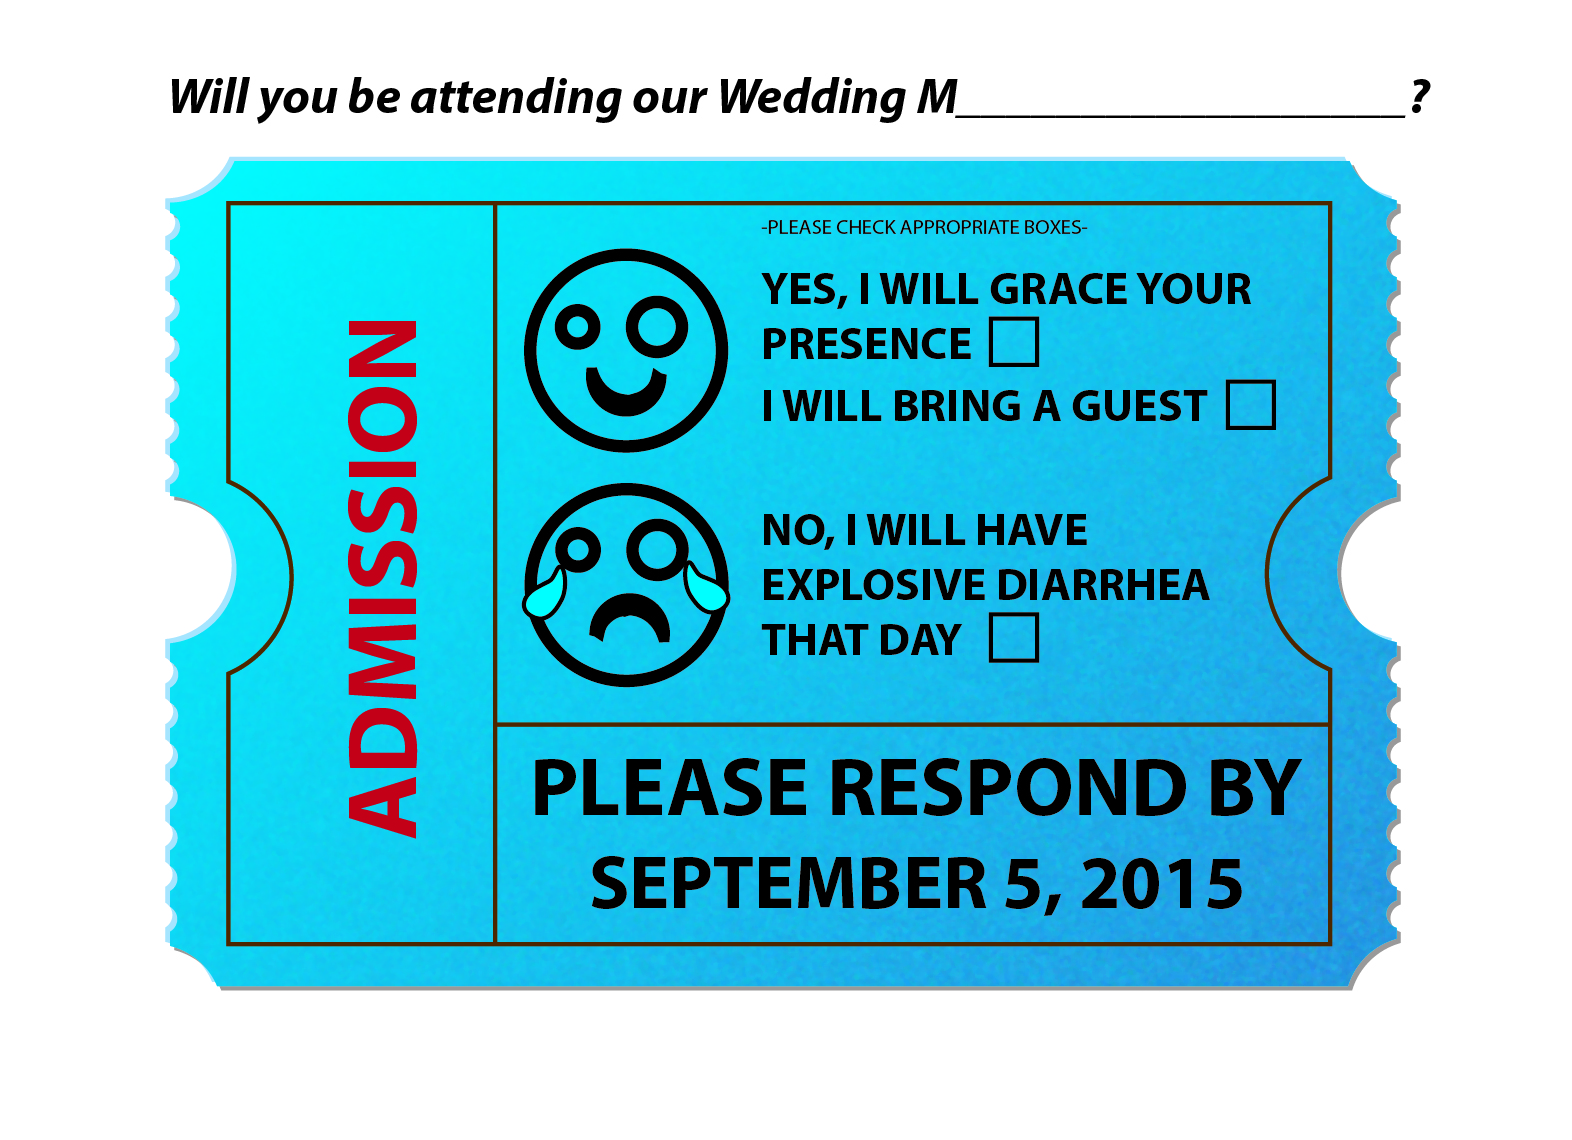 Will you be attending our Wedding M__________________?
ADMISSION
-PLEASE CHECK APPROPRIATE BOXES-
YES, I WILL GRACE YOUR
PRESENCE
I WILL BRING A GUEST
NO, I WILL HAVE
EXPLOSIVE DIARRHEA
THAT DAY
PLEASE RESPOND BY
SEPTEMBER 5, 2015